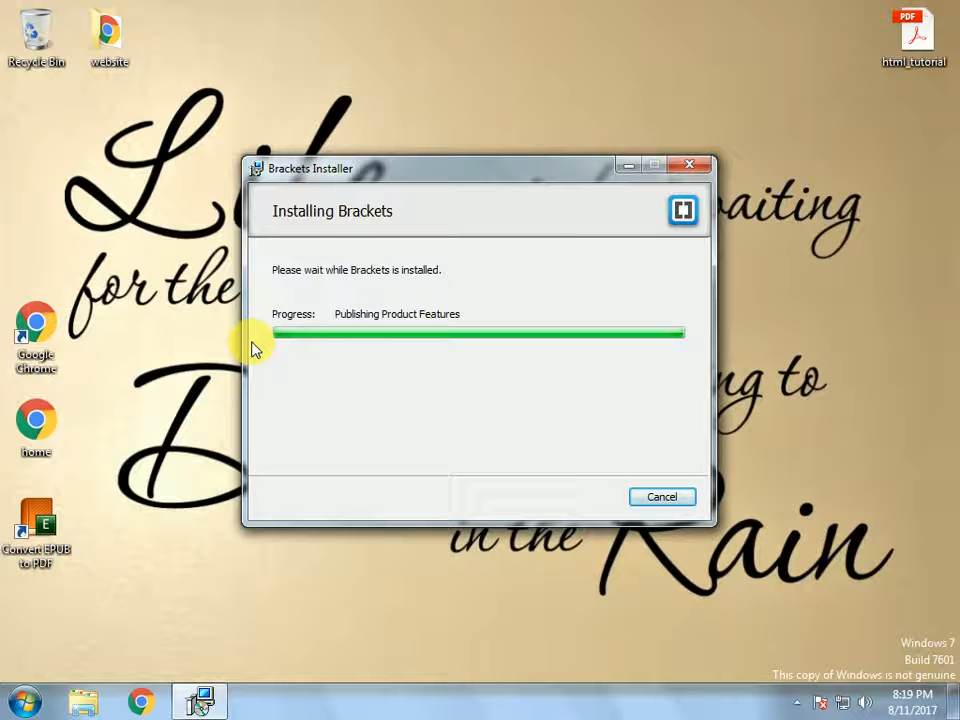 Recycle Bin
website
PDF
html_tutorial
Brackets Installer
Installing Brackets
Please wait while Brackets is installed.
Progress: Publishing Product Features
Cancel
waiting
for the
to
in the Rain
Google
Chrome
home
E
Convert EPUB
to PDF
Windows 7
Build 7601
This copy of Windows is not genuine
8:19 PM
8/11/2017